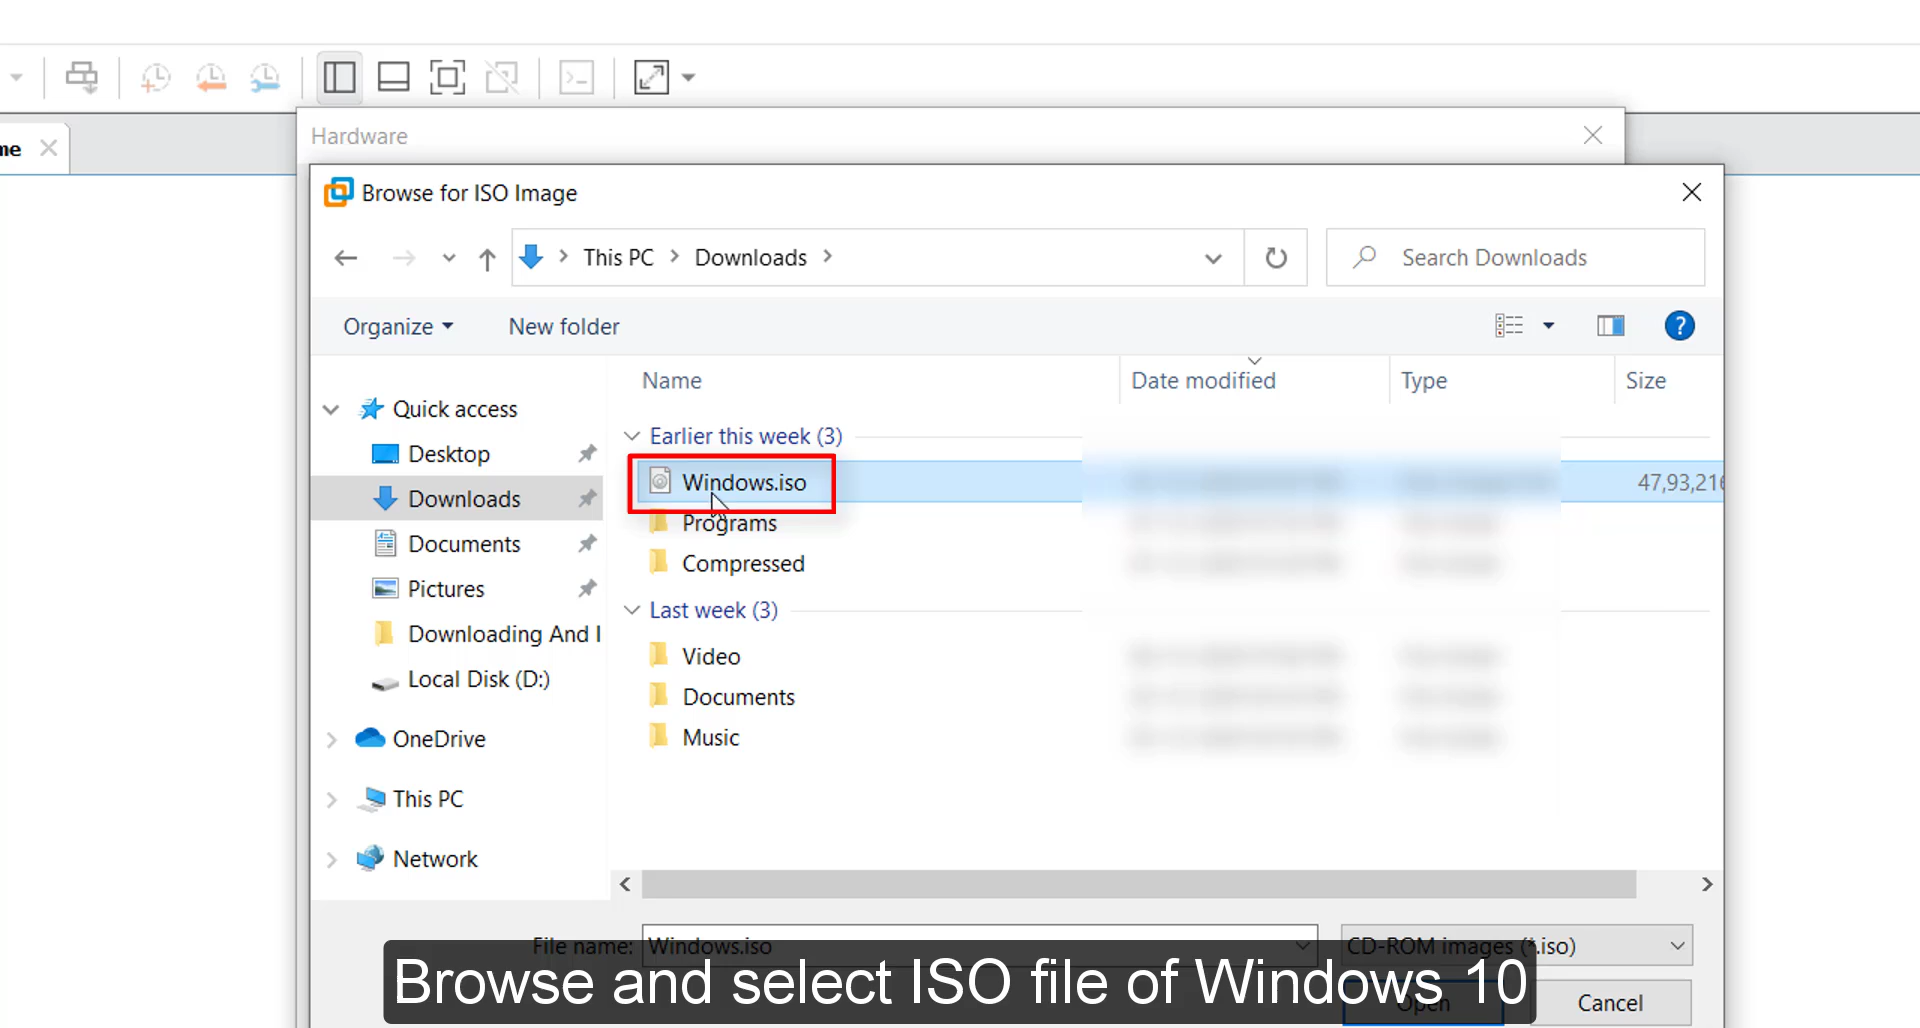 me
Hardware
Browse for ISO Image
This PC > Downloads >
Search Downloads
Organize
New folder
?
Name
Date modified
Type
Size
Quick access
Desktop
Downloads
Documents
Pictures
Downloading And I
Local Disk (D:)
OneDrive
This PC
Network
Earlier this week (3)
Windows.iso
47,93,216
Programs
Compressed
Last week (3)
Video
Documents
Music
File name:
Windows.iso
CD-ROM images (*.iso)
Open
Cancel
Browse and select ISO file of Windows 10